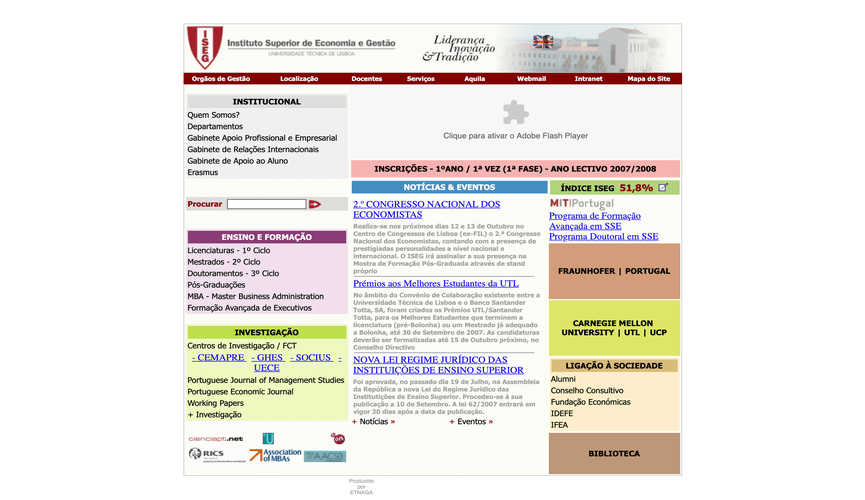 ISEG
Instituto Superior de Economia e Gestão
UNIVERSIDADE TÉCNICA DE LISBOA
Liderança
Inovação
& Tradição
Orgãos de Gestão
Localização
Docentes
Serviços
Aquila
Webmail
Intranet
Mapa do Site
INSTITUCIONAL
Quem Somos?
Departamentos
Gabinete Apoio Profissional e Empresarial
Gabinete de Relações Internacionais
Gabinete de Apoio ao Aluno
Erasmus
Procurar
ENSINO E FORMAÇÃO
Licenciaturas - 1º Ciclo
Mestrados - 2º Ciclo
Doutoramentos - 3º Ciclo
Pós-Graduações
MBA - Master Business Administration
Formação Avançada de Executivos
INVESTIGAÇÃO
Centros de Investigação / FCT
- CEMAPRE - GHES - SOCIUS -
UECE
Portuguese Journal of Management Studies
Portuguese Economic Journal
Working Papers
+ Investigação
cienciapt.net
U
on
RICS
Association
of MBAs
AACSB
Clique para ativar o Adobe Flash Player
INSCRIÇÕES - 1ºANO / 1ª VEZ (1ª FASE) - ANO LECTIVO 2007/2008
NOTÍCIAS & EVENTOS
2.º CONGRESSO NACIONAL DOS
ECONOMISTAS
Realiza-se nos próximos dias 12 e 13 de Outubro no
Centro de Congressos de Lisboa (ex-FIL) o 2.º Congresso
Nacional dos Economistas, contando com a presença de
prestigiadas personalidades a nível nacional e
internacional. O ISEG irá assinalar a sua presença na
Mostra de Formação Pós-Graduada através de stand
próprio
Prémios aos Melhores Estudantes da UTL
No âmbito do Convénio de Colaboração existente entre a
Universidade Técnica de Lisboa e o Banco Santander
Totta, SA, foram criados os Prémios UTL/Santander
Totta, para os Melhores Estudantes que terminem a
licenciatura (pré-Bolonha) ou um Mestrado já adequado
a Bolonha, até 30 de Setembro de 2007. As candidaturas
deverão ser formalizadas até 15 de Outubro próximo, no
Conselho Directivo
NOVA LEI REGIME JURÍDICO DAS
INSTITUIÇÕES DE ENSINO SUPERIOR
Foi aprovada, no passado dia 19 de Julho, na Assembleia
da República a nova Lei do Regime Jurídico das
Instituições de Ensino Superior. Procedeu-se à sua
publicação a 10 de Setembro. A lei 62/2007 entrará em
vigor 30 dias após a data da publicação.
+ Notícias »
+ Eventos »
ÍNDICE ISEG 51,8%
MIT Portugal
Programa de Formação
Avançada em SSE
Programa Doutoral em SSE
FRAUNHOFER | PORTUGAL
CARNEGIE MELLON
UNIVERSITY | UTL | UCP
LIGAÇÃO À SOCIEDADE
Alumni
Conselho Consultivo
Fundação Económicas
IDEFE
IFEA
BIBLIOTECA
Produzido
por
ETNAGA